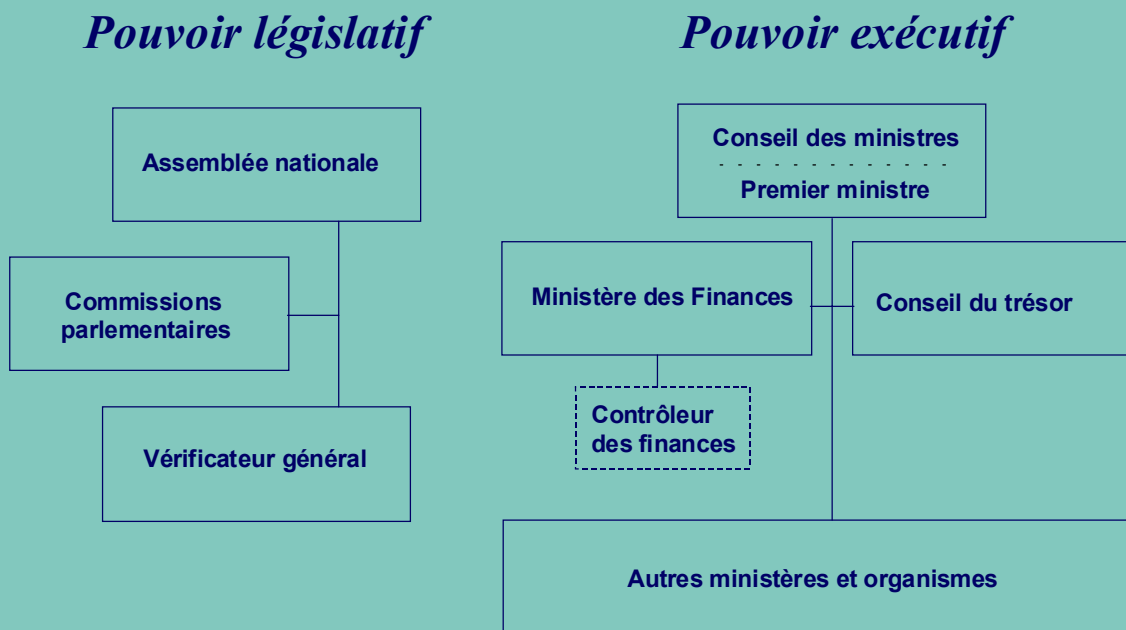 Pouvoir législatif
Pouvoir exécutif
Assemblée nationale
Commissions
parlementaires
Vérificateur général
Conseil des ministres
Premier ministre
Ministère des Finances
Conseil du trésor
Contrôleur
des finances
Autres ministères et organismes